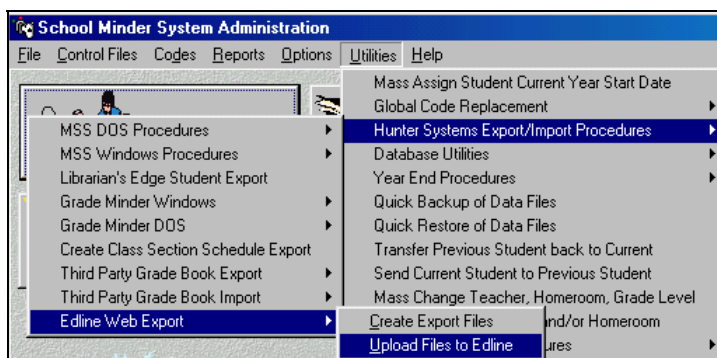 School Minder System Administration
File Control Files Codes Reports Options Utilities Help
Mass Assign Student Current Year Start Date
Global Code Replacement
Hunter Systems Export/Import Procedures
Database Utilities
Year End Procedures
Quick Backup of Data Files
Quick Restore of Data Files
Transfer Previous Student back to Current
Send Current Student to Previous Student
Mass Change Teacher, Homeroom, Grade Level
and/or Homeroom
MSS DOS Procedures
MSS Windows Procedures
Librarian's Edge Student Export
Grade Minder Windows
Grade Minder DOS
Create Class Section Schedule Export
Third Party Grade Book Export
Third Party Grade Book Import
Edline Web Export
Create Export Files
Upload Files to Edline